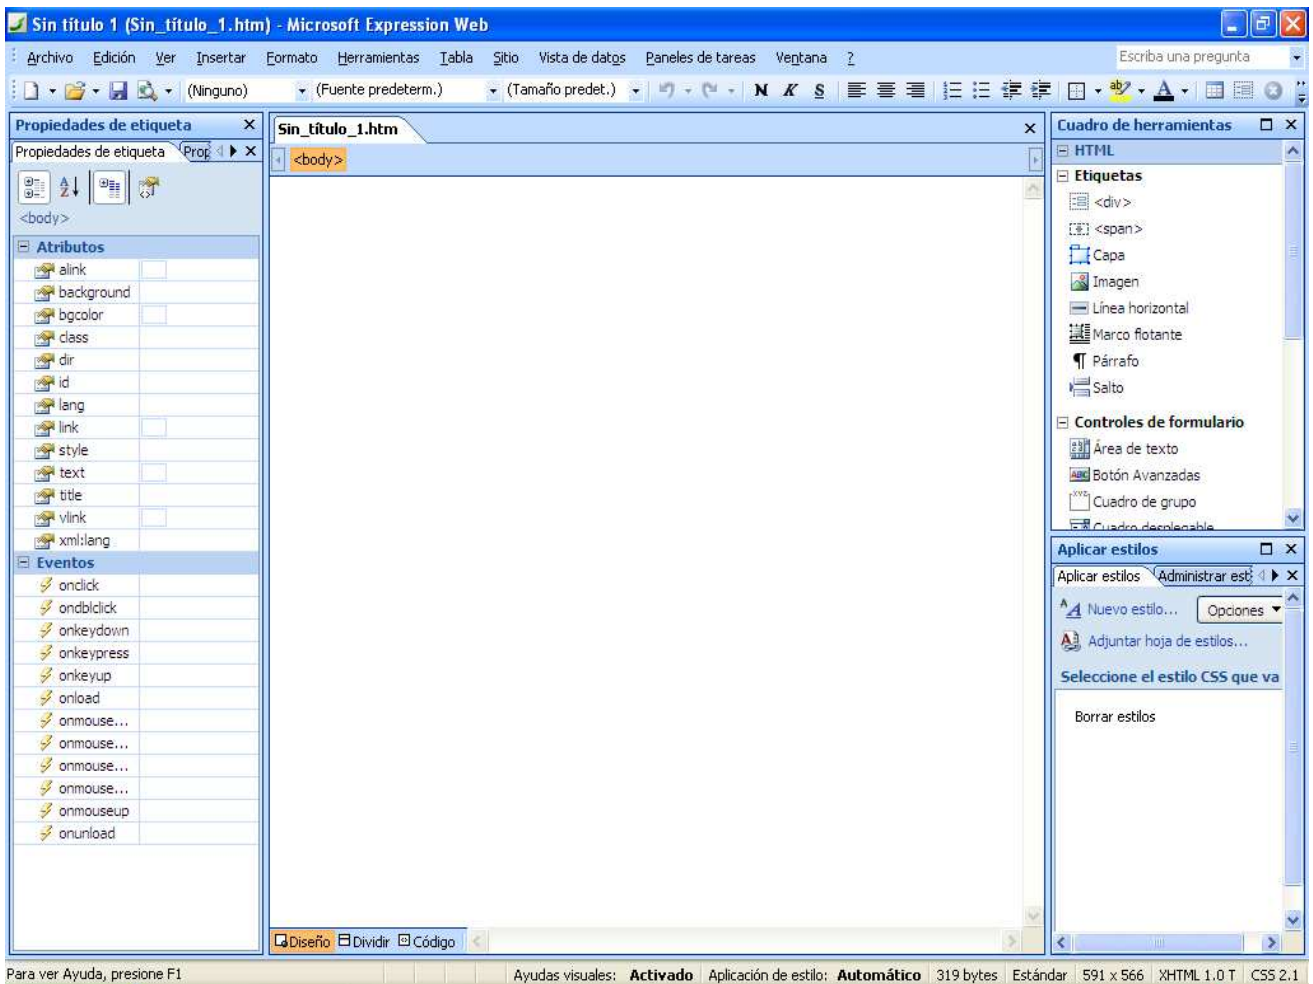 Sin título 1 (Sin_título_1.htm) - Microsoft Expression Web
Archivo Edición Ver Insertar Formato Herramientas Tabla Sitio Vista de datos Paneles de tareas Ventana ? Escriba una pregunta
(Ninguno) (Fuente predeterm.) (Tamaño predet.) N K S
Propiedades de etiqueta
Propiedades de etiqueta Prop
<body>
Atributos
alink
background
bgcolor
class
dir
id
lang
link
style
text
title
vlink
xml:lang
Eventos
onclick
ondblclick
onkeydown
onkeypress
onkeyup
onload
onmouse...
onmouse...
onmouse...
onmouse...
onmouseup
onunload
Sin_título_1.htm
<body>
Diseño Dividir Código
Cuadro de herramientas
HTML
Etiquetas
<div>
<span>
Capa
Imagen
Línea horizontal
Marco flotante
Párrafo
Salto
Controles de formulario
Área de texto
Botón Avanzadas
Cuadro de grupo
Cuadro desplegable
Aplicar estilos
Aplicar estilos Administrar est
Nuevo estilo... Opciones
Adjuntar hoja de estilos...
Seleccione el estilo CSS que va
Borrar estilos
Para ver Ayuda, presione F1 Ayudas visuales: Activado Aplicación de estilo: Automático 319 bytes Estándar 591 x 566 XHTML 1.0 T CSS 2.1